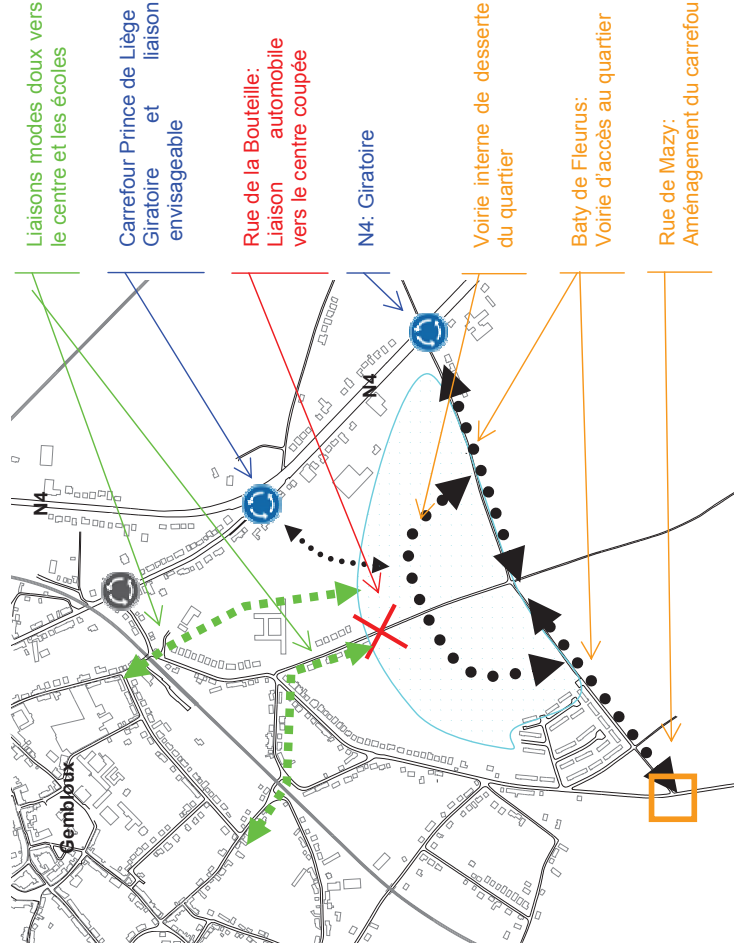 Liaisons modes doux vers
le centre et les écoles
Carrefour Prince de Liège
Giratoire et liaison
envisageable
Rue de la Bouteille:
Liaison automobile
vers le centre coupée
N4: Giratoire
Voirie interne de desserte
du quartier
Baty de Fleurus:
Voirie d'accès au quartier
Rue de Mazy:
Aménagement du carrefou
N4
N4
Gembloux